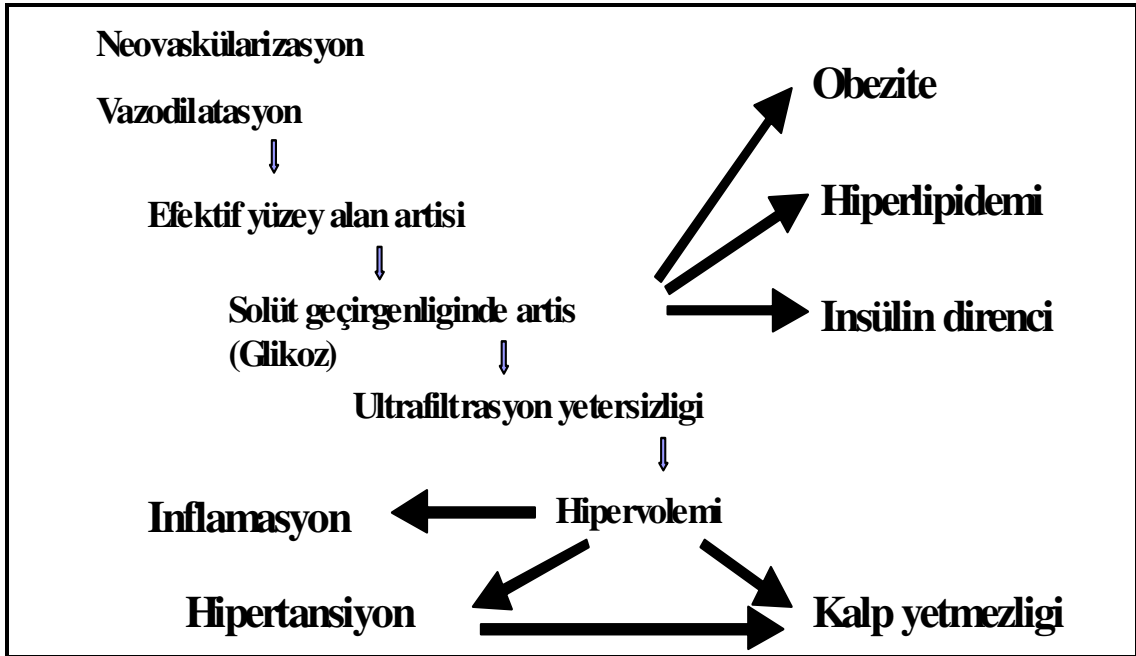 Neovaskülarizasyon
Obezite
Vazodilatasyon
Hiperlipidemi
Efektif yüzey alan artisi
Solüt geçirgenliginde artis
(Glikoz)
Insülin direnci
Ultrafiltrasyon yetersizligi
Inflamasyon
Hipervolemi
Hipertansiyon
Kalp yetmezligi